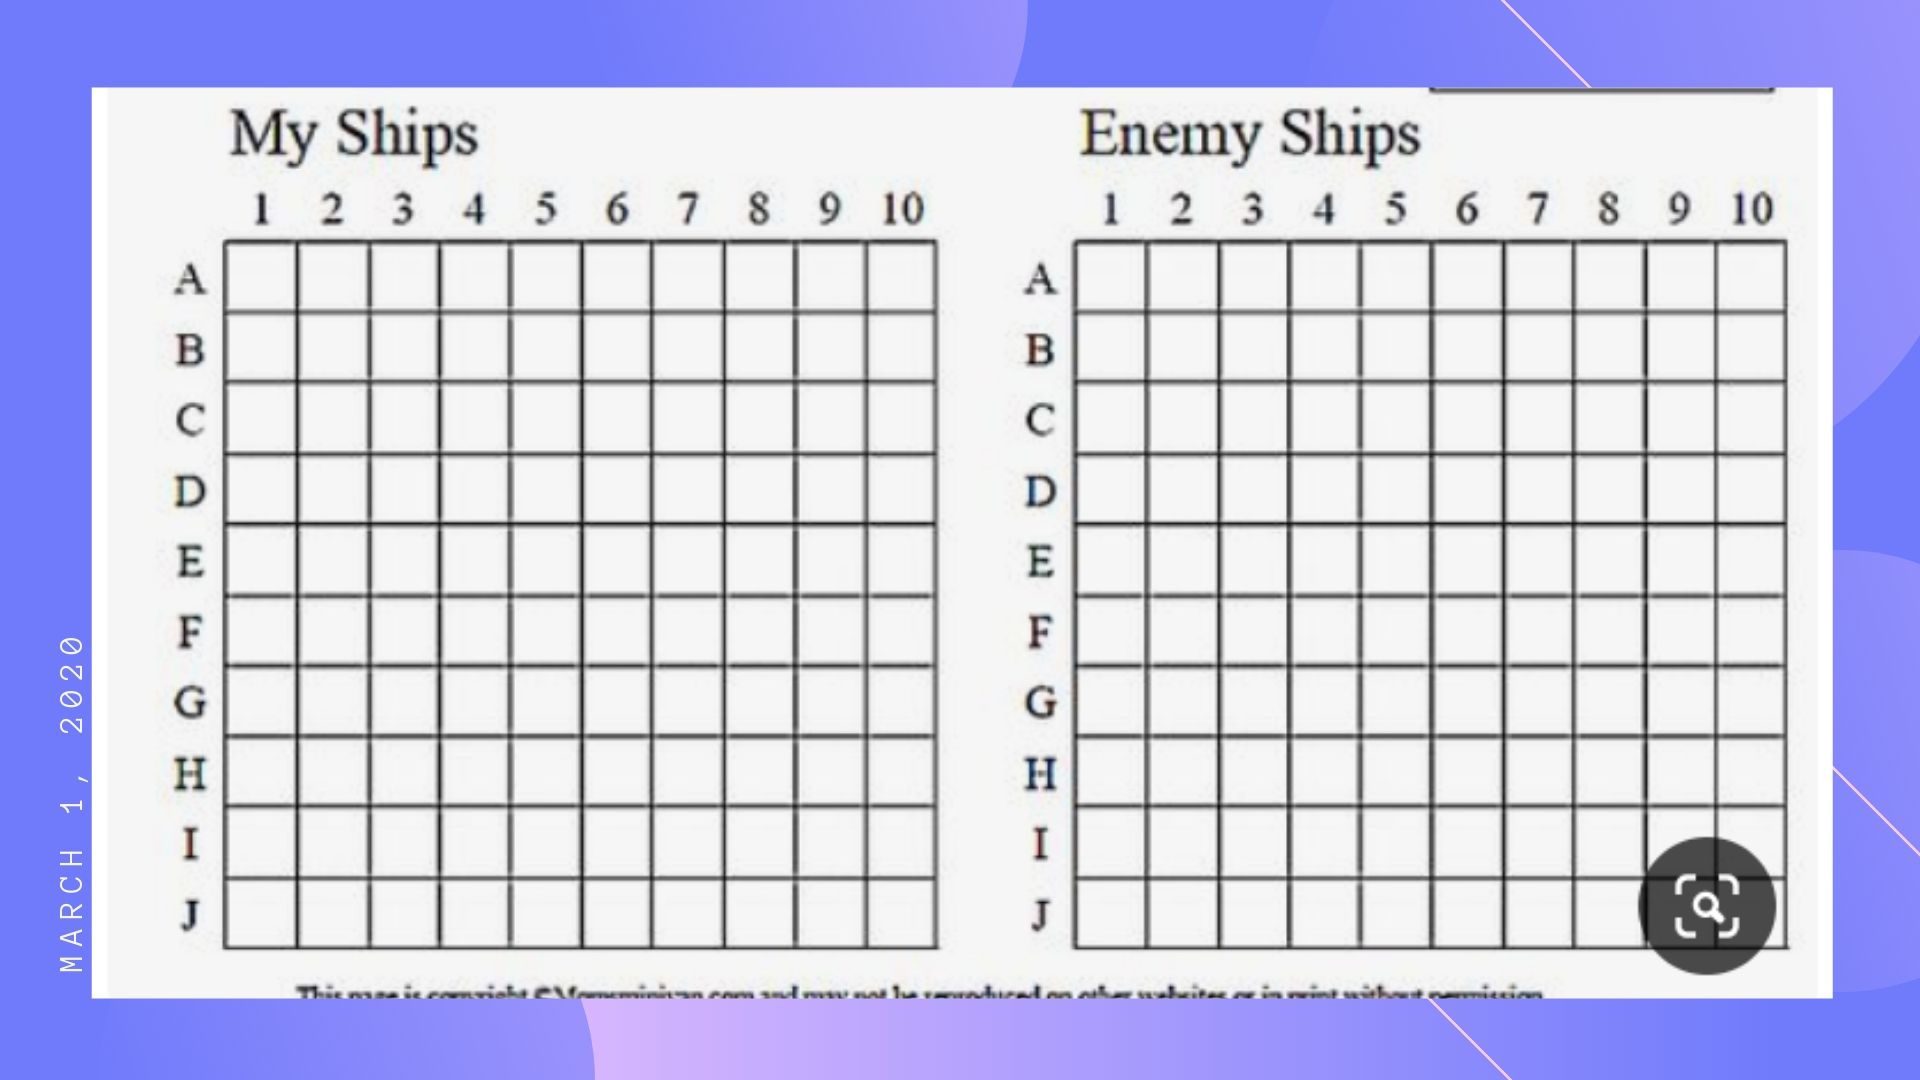 My Ships
1 2 3 4 5 6 7 8 9 10
A
B
C
D
E
F
G
H
I
J
Enemy Ships
1 2 3 4 5 6 7 8 9 10
A
B
C
D
E
F
G
H
I
J
This page is copyright © Momsminivan.com and may not be reproduced on other websites or in print without permission
MARCH 1, 2020